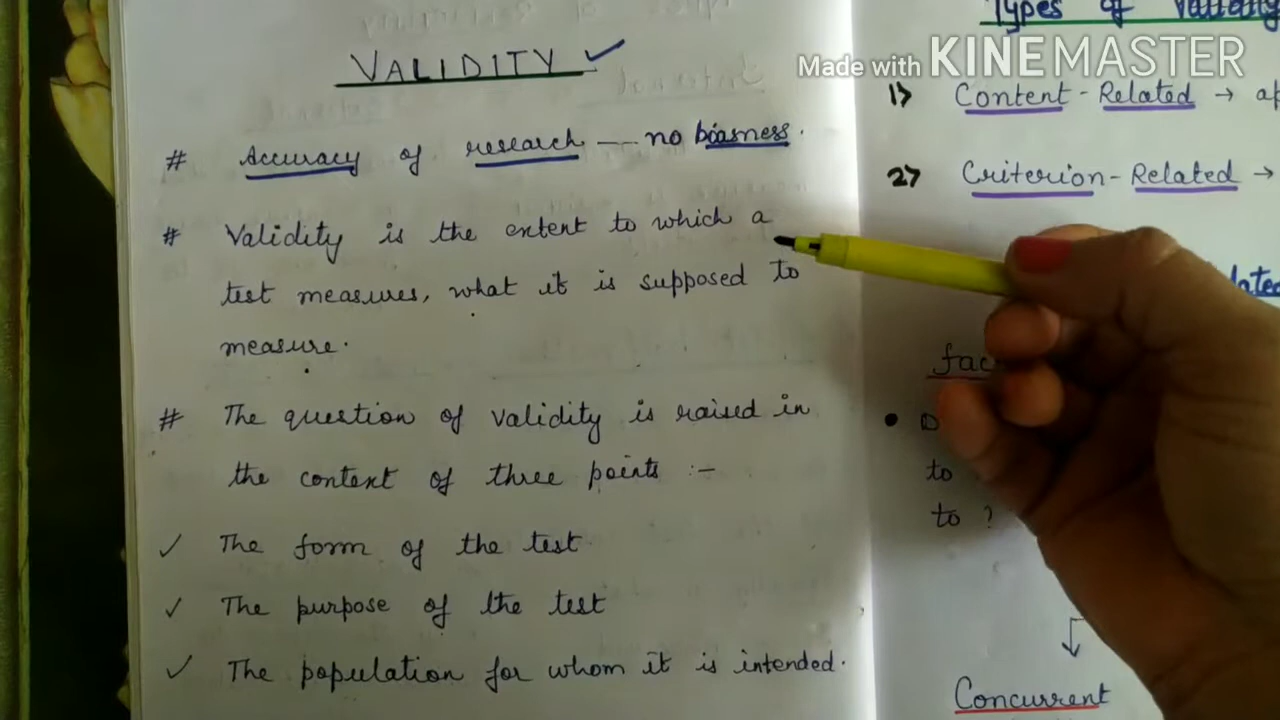 VALIDITY ✓
# Accuracy of research — no biasness.
# Validity is the extent to which a
test measures, what it is supposed to
measure.
# The question of validity is raised in
the context of three points :-
✓ The form of the test
✓ The purpose of the test
✓ The population for whom it is intended.
Types of Validity
Made with KINEMASTER
1) Content-Related →
2) Criterion-Related →
to
to ?
Concurrent